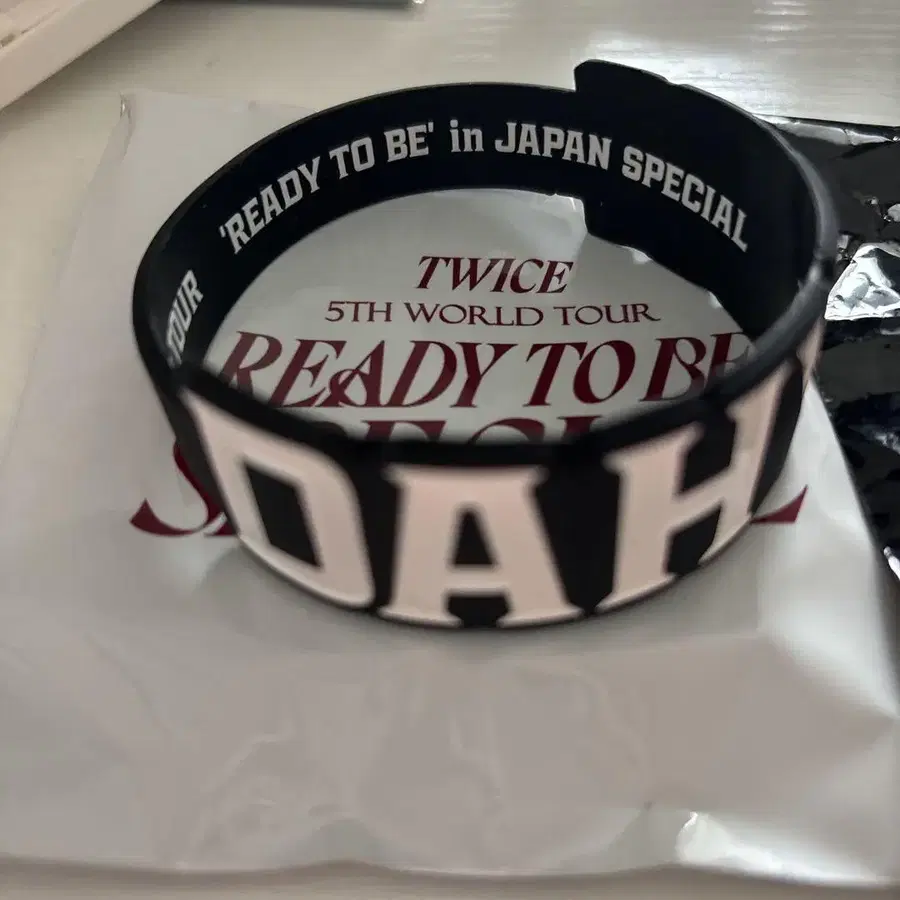 TOUR 'READY TO BE' in JAPAN SPECIAL
TWICE
5TH WORLD TOUR
READY TO BE
DAH